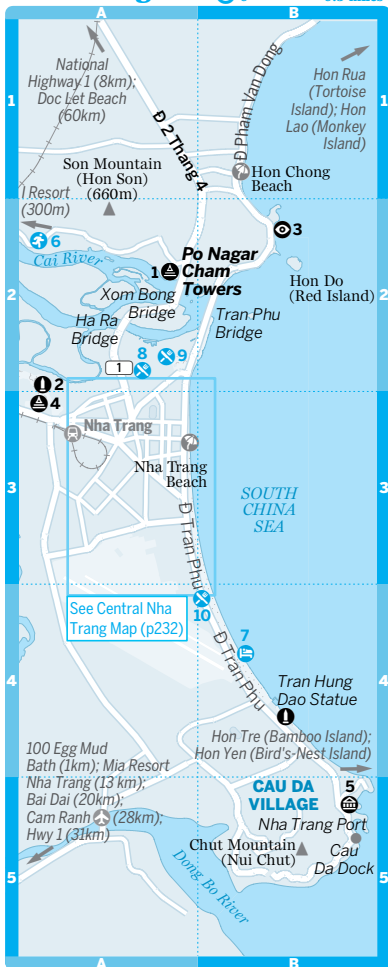 A
B
1
1
National
Highway 1 (8km);
Doc Let Beach
(60km)
Đ 2 Thang 4
Đ Pham Van Dong
Hon Rua
(Tortoise
Island); Hon
Lao (Monkey
Island)
Son Mountain
(Hon Son)
(660m)
Hon Chong
Beach
I Resort
(300m)
6
3
Cai River
1
Po Nagar
Cham
Towers
Hon Do
(Red Island)
2
2
Xom Bong
Bridge
Ha Ra
Bridge
Tran Phu
Bridge
8
9
1
2
4
Nha Trang
Nha Trang
Beach
3
3
SOUTH
CHINA
SEA
Đ Tran Phu
See Central Nha
Trang Map (p232)
10
7
Đ Tran Phu
4
4
Tran Hung
Dao Statue
Hon Tre (Bamboo Island);
Hon Yen (Bird's-Nest Island)
100 Egg Mud
Bath (1km); Mia Resort
Nha Trang (13 km);
Bai Dai (20km);
Cam Ranh (28km);
Hwy 1 (31km)
CAU DA
VILLAGE
5
Nha Trang Port
Chut Mountain
(Nui Chut)
Cau
Da Dock
5
5
Dong Bo River
A
B